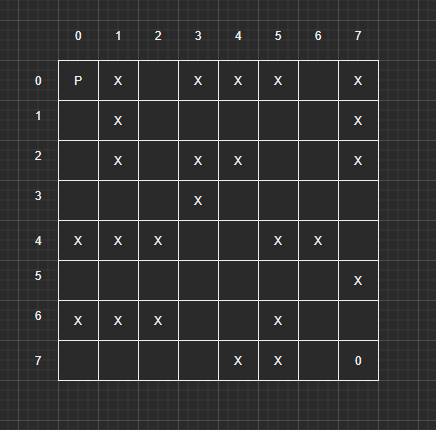 0 1 2 3 4 5 6 7
0 P X X X X X
1 X X
2 X X X X
3 X
4 X X X X X
5 X
6 X X X X
7 X X 0